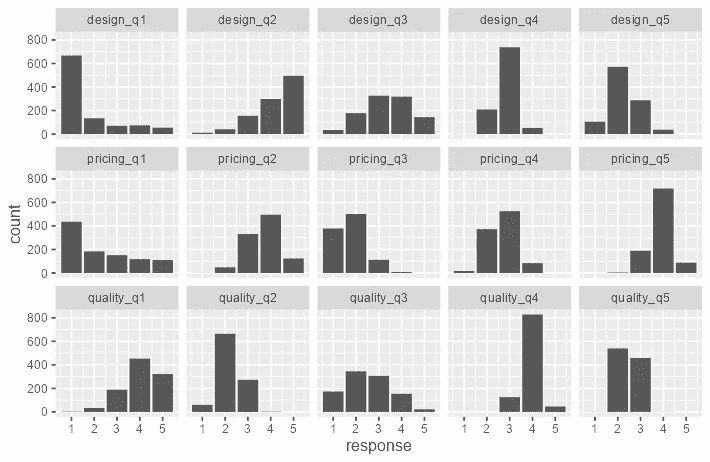 design_q1 design_q2 design_q3 design_q4 design_q5
800
600
400
200
0
pricing_q1 pricing_q2 pricing_q3 pricing_q4 pricing_q5
800
600
400
200
0
count
quality_q1 quality_q2 quality_q3 quality_q4 quality_q5
800
600
400
200
0
1 2 3 4 5 1 2 3 4 5 1 2 3 4 5 1 2 3 4 5 1 2 3 4 5
response